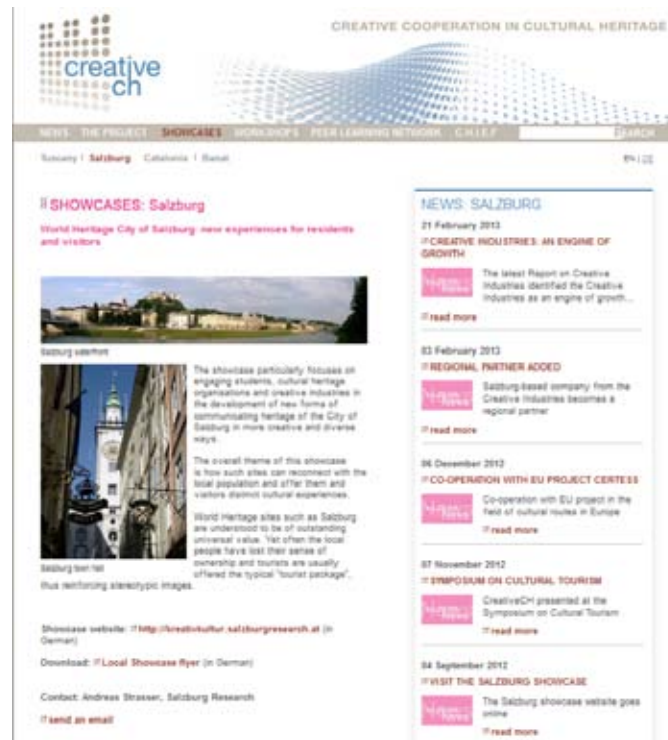 CREATIVE COOPERATION IN CULTURAL HERITAGE
creative
ch
NEWS THE PROJECT SHOWCASES WORKSHOPS PEER LEARNING NETWORK C.H.I.E.F SEARCH
Tuscany | Salzburg Catalonia | Banat
EN |
SHOWCASES: Salzburg
World Heritage City of Salzburg: new experiences for residents
and visitors
Salzburg waterfront
The showcase particularly focuses on
engaging students, cultural heritage
organisations and creative industries in
the development of new forms of
communicating heritage of the City of
Salzburg in more creative and diverse
ways.
The overall theme of this showcase
is how such sites can reconnect with the
local population and offer them and
visitors distinct cultural experiences.
World Heritage sites such as Salzburg
are understood to be of outstanding
universal value. Yet often the local
people have lost their sense of
ownership and tourists are usually
offered the typical "tourist package",
Salzburg town hall
thus reinforcing stereotypic images.
Showcase website: http://kreativkultur.salzburgresearch.at (in
German)
Download: Local Showcase flyer (in German)
Contact: Andreas Strasser, Salzburg Research
send an email
NEWS: SALZBURG
21 February 2013
CREATIVE INDUSTRIES: AN ENGINE OF
GROWTH
The latest Report on Creative
Industries identified the Creative
Industries as an engine of growth...
read more
03 February 2013
REGIONAL PARTNER ADDED
Salzburg-based company from the
Creative Industries becomes a
regional partner
read more
06 December 2012
CO-OPERATION WITH EU PROJECT CERTESS
Co-operation with EU project in the
field of cultural routes in Europe
read more
07 November 2012
SYMPOSIUM ON CULTURAL TOURISM
CreativeCH presented at the
Symposium on Cultural Tourism
read more
04 September 2012
VISIT THE SALZBURG SHOWCASE
The Salzburg showcase website goes
online
read more